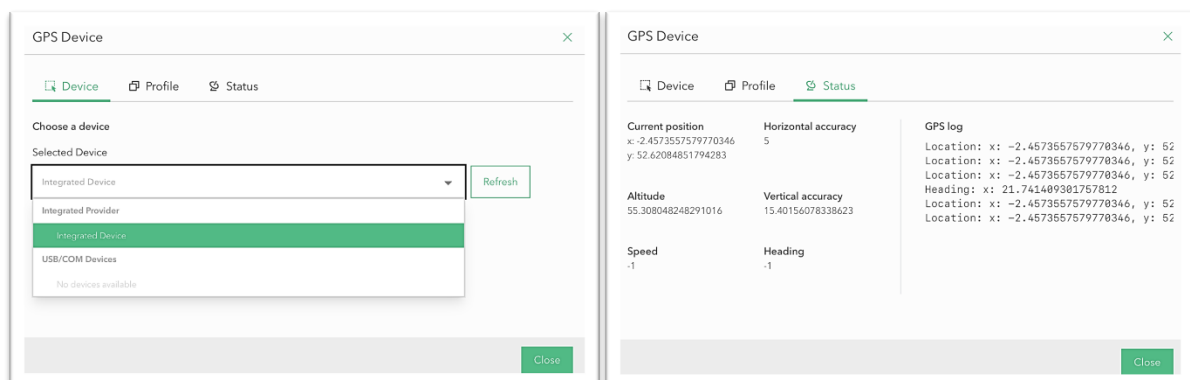 GPS Device
Device Profile Status
Choose a device
Selected Device
Integrated Device
Refresh
Integrated Provider
Integrated Device
USB/COM Devices
No devices available
Close
GPS Device
Device Profile Status
Current position
x: -2.4573557579770346
y: 52.62084851794283
Horizontal accuracy
5
Altitude
55.308048248291016
Vertical accuracy
15.40156078338623
Speed
-1
Heading
-1
GPS log
Location: x: -2.4573557579770346, y: 52
Location: x: -2.4573557579770346, y: 52
Location: x: -2.4573557579770346, y: 52
Heading: x: 21.741409301757812
Location: x: -2.4573557579770346, y: 52
Location: x: -2.4573557579770346, y: 52
Close